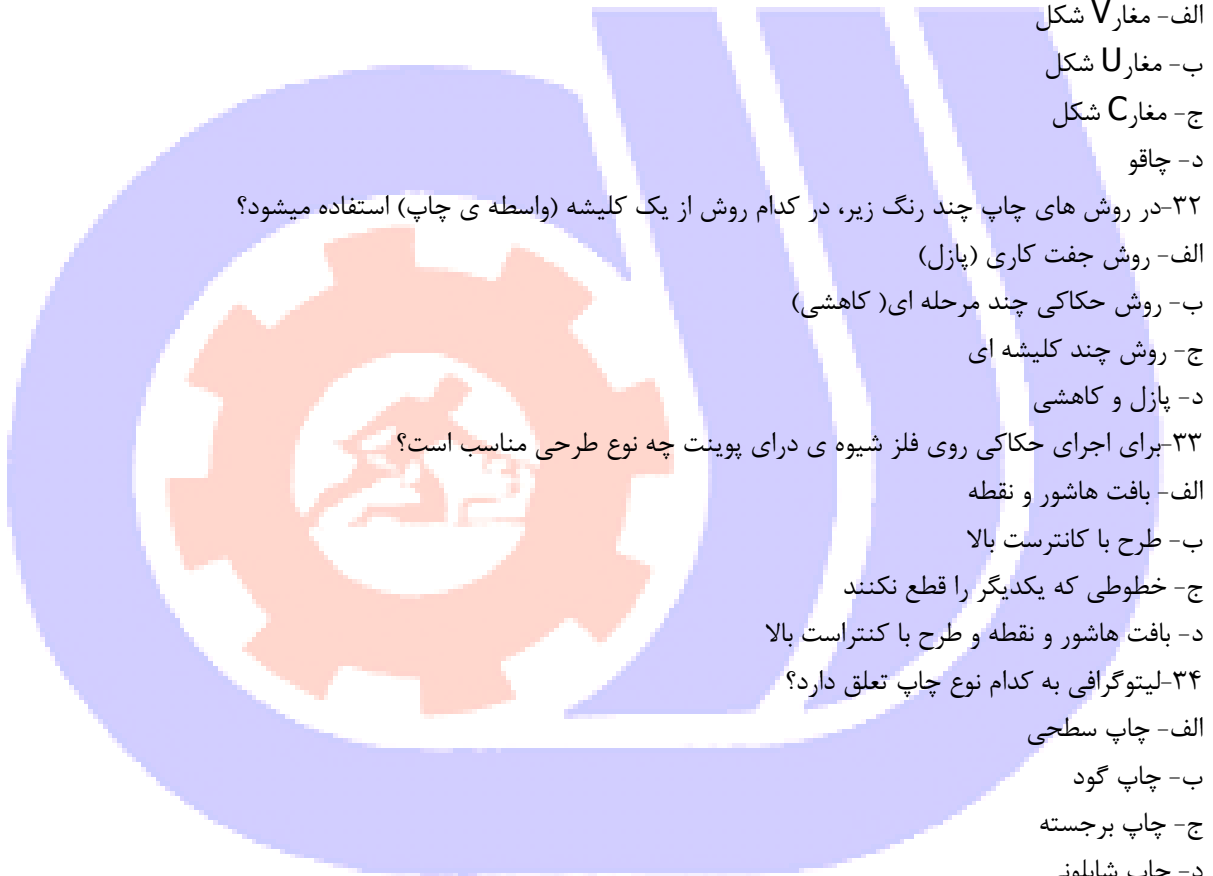 الف- مغارV شکل
ب- مغارU شکل
ج- مغارC شکل
د- چاقو
۳۲-در روش های چاپ چند رنگ زیر، در کدام روش از یک کلیشه (واسطه ی چاپ) استفاده میشود؟
الف- روش جفت کاری (پازل)
ب- روش حکاکی چند مرحله ای( کاهشی)
ج- روش چند کلیشه ای
د- پازل و کاهشی
۳۳-برای اجرای حکاکی روی فلز شیوه ی درای پوینت چه نوع طرحی مناسب است؟
الف- بافت هاشور و نقطه
ب- طرح با کانترست بالا
ج- خطوطی که یکدیگر را قطع نکنند
د- بافت هاشور و نقطه و طرح با کنتراست بالا
۳۴-لیتوگرافی به کدام نوع چاپ تعلق دارد؟
الف- چاپ سطحی
ب- چاپ گود
ج- چاپ برجسته
د- چاپ شابلونی